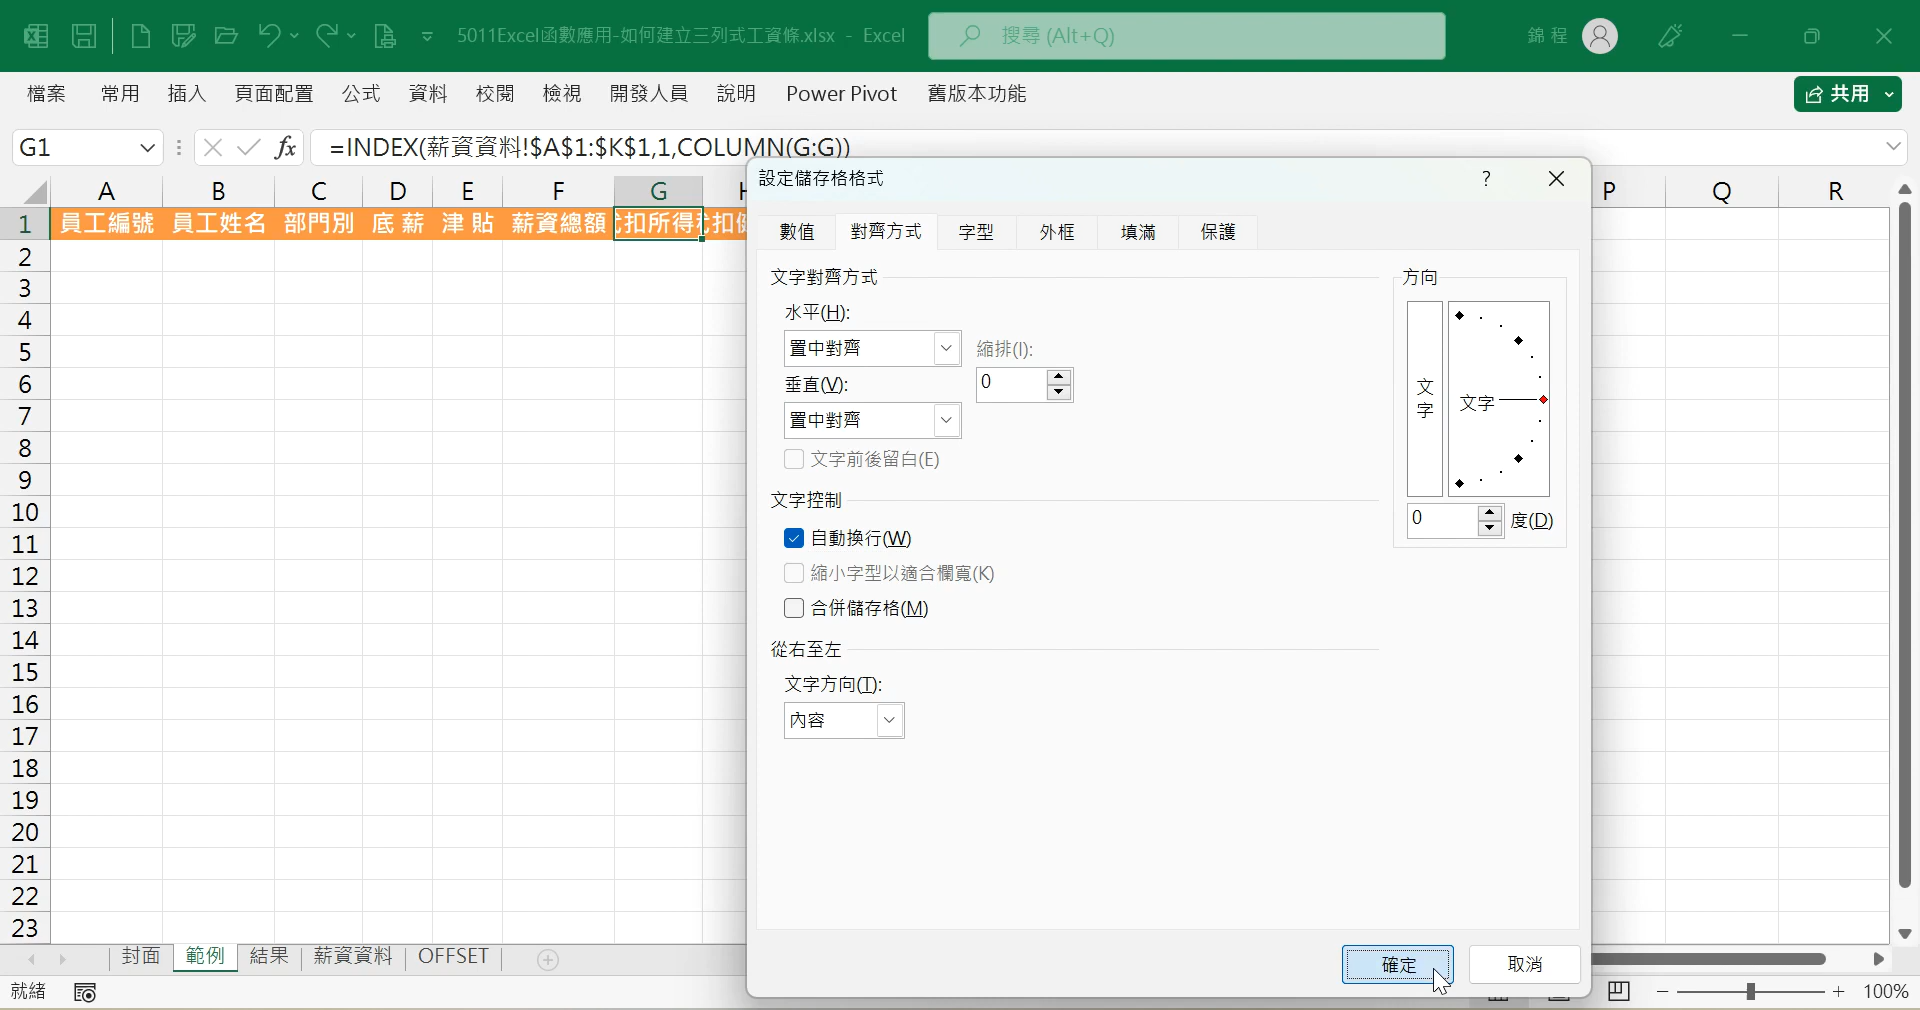 5011Excel函數應用-如何建立三列式工資條.xlsx - Excel
搜尋 (Alt+Q)
錦 程
檔案 常用 插入 頁面配置 公式 資料 校閱 檢視 開發人員 說明 Power Pivot 舊版本功能
共用
G1
fx
=INDEX(薪資資料!$A$1:$K$1,1,COLUMN(G:G))
A B C D E F G H P Q R
1 員工編號 員工姓名 部門別 底 薪 津 貼 薪資總額 扣所得 扣
2
3
4
5
6
7
8
9
10
11
12
13
14
15
16
17
18
19
20
21
22
23
設定儲存格格式
?
數值 對齊方式 字型 外框 填滿 保護
文字對齊方式
水平(H):
置中對齊
縮排(I):
0
垂直(V):
置中對齊
文字前後留白(E)
文字控制
自動換行(W)
縮小字型以適合欄寬(K)
合併儲存格(M)
從右至左
文字方向(T):
內容
方向
文
字
文字
0
度(D)
確定 取消
封面 範例 結果 薪資資料 OFFSET
就緒
100%